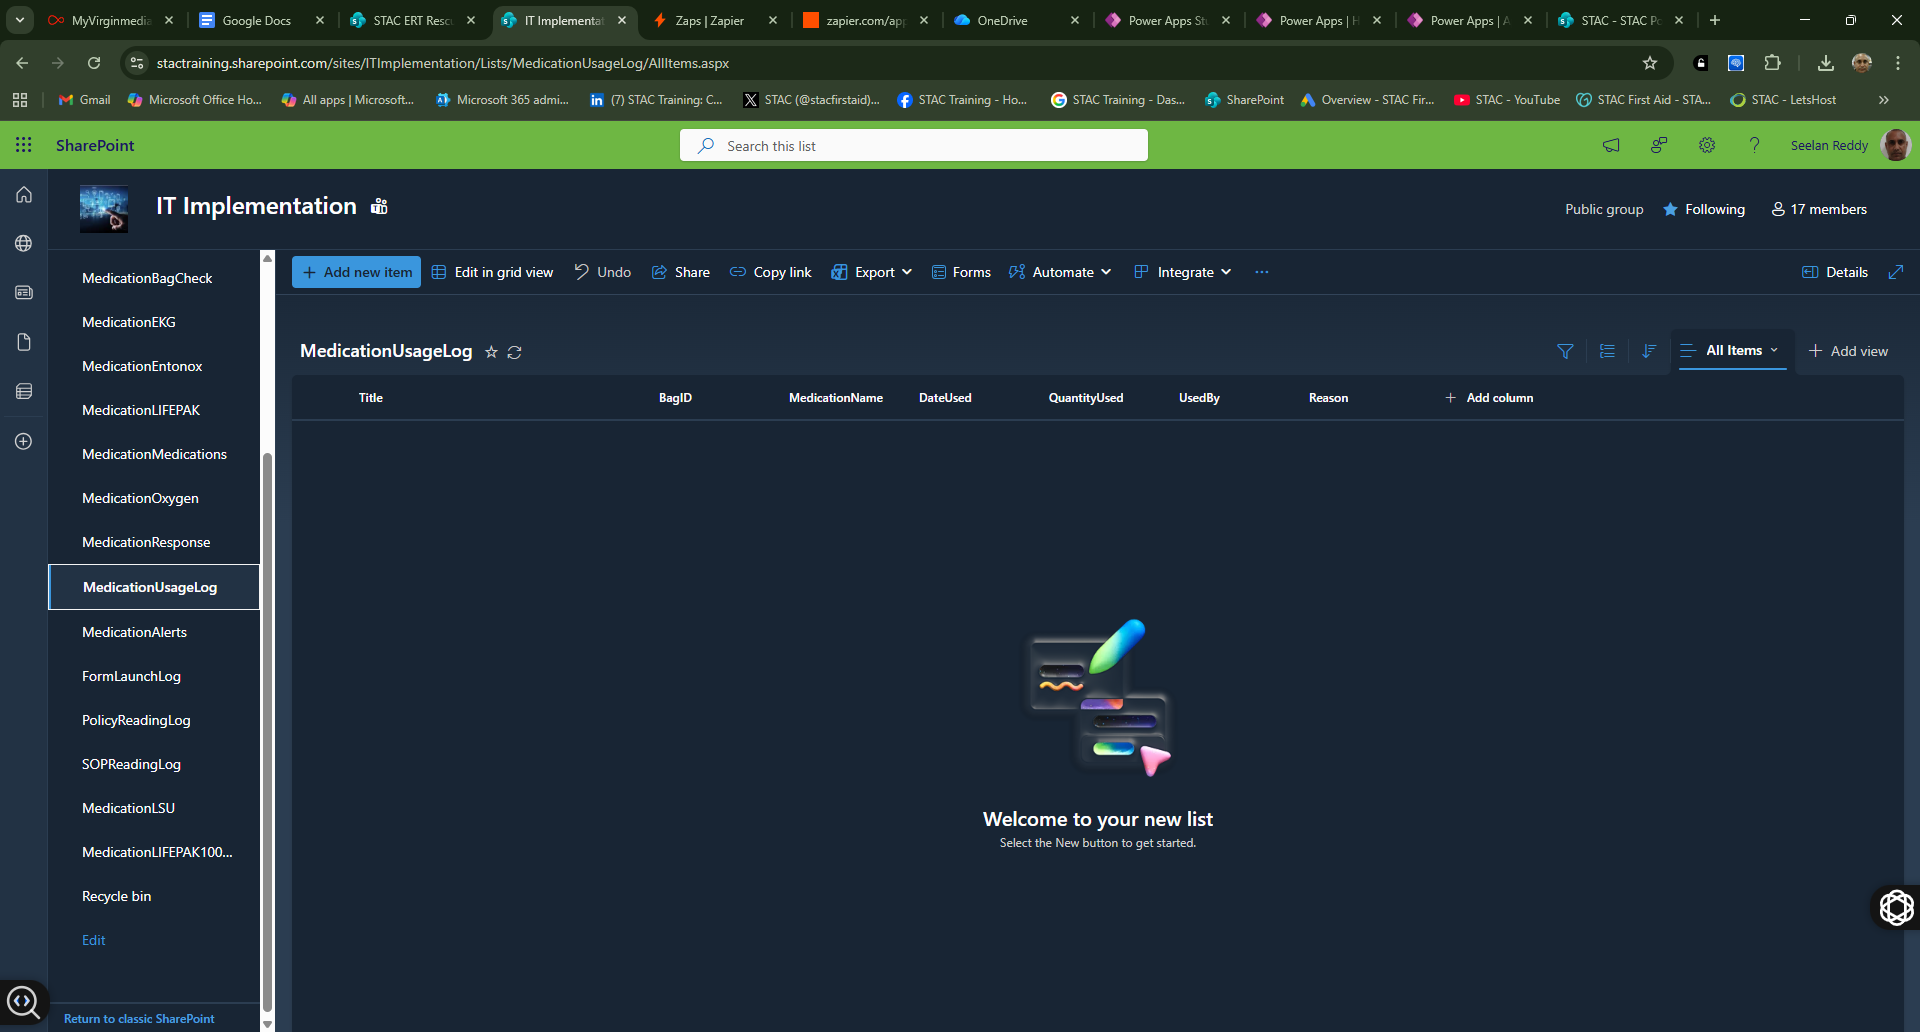 MyVirginmedia
Google Docs
STAC ERT Resc
IT Implementat
Zaps | Zapier
zapier.com/app
OneDrive
Power Apps Stu
Power Apps | H
Power Apps | A
STAC - STAC Po
stactraining.sharepoint.com/sites/ITImplementation/Lists/MedicationUsageLog/AllItems.aspx
Gmail
Microsoft Office Ho...
All apps | Microsoft...
Microsoft 365 admi...
(7) STAC Training: C...
STAC (@stacfirstaid)...
STAC Training - Ho...
STAC Training - Das...
SharePoint
Overview - STAC Fir...
STAC - YouTube
STAC First Aid - STA...
STAC - LetsHost
SharePoint
Search this list
Seelan Reddy
IT Implementation
Public group
Following
17 members
MedicationBagCheck
MedicationEKG
MedicationEntonox
MedicationLIFEPAK
MedicationMedications
MedicationOxygen
MedicationResponse
MedicationUsageLog
MedicationAlerts
FormLaunchLog
PolicyReadingLog
SOPReadingLog
MedicationLSU
MedicationLIFEPAK100...
Recycle bin
Edit
Return to classic SharePoint
Add new item
Edit in grid view
Undo
Share
Copy link
Export
Forms
Automate
Integrate
Details
MedicationUsageLog
All Items
Add view
Title
BagID
MedicationName
DateUsed
QuantityUsed
UsedBy
Reason
Add column
Welcome to your new list
Select the New button to get started.